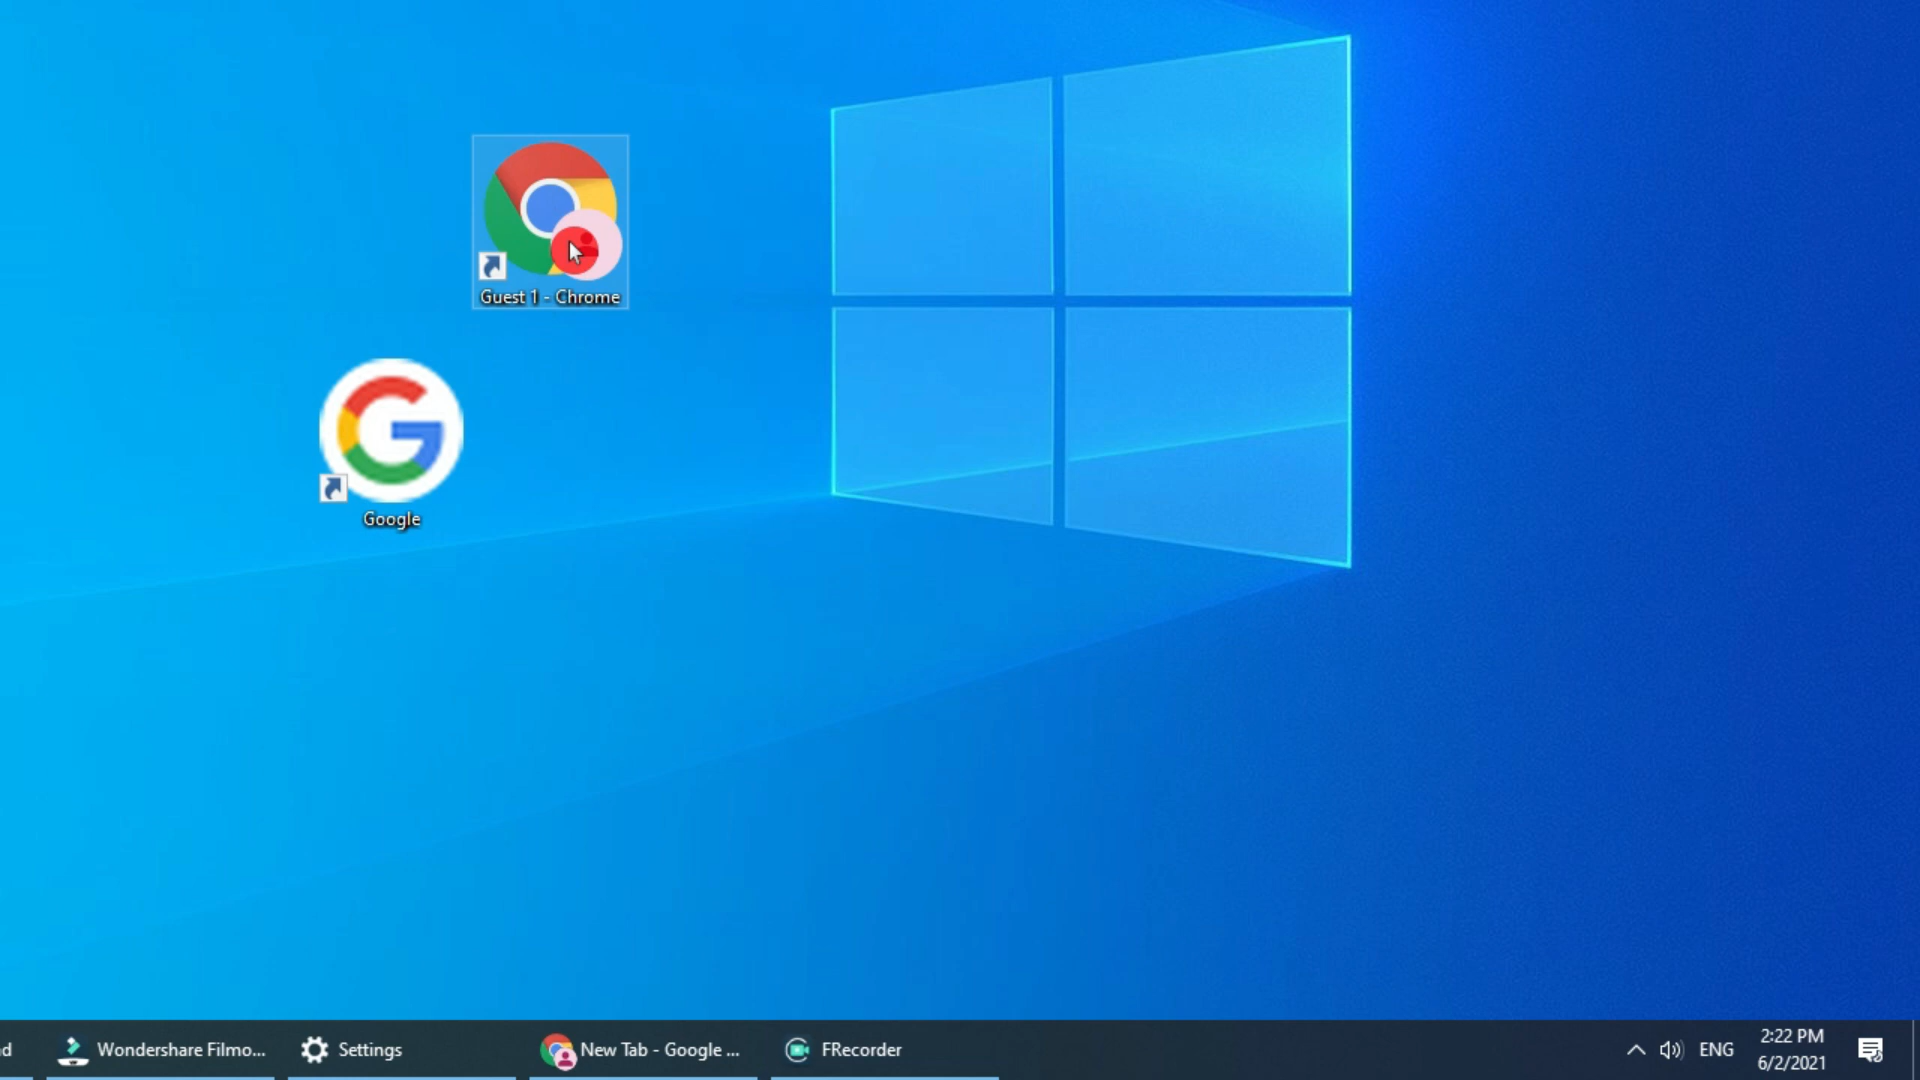 Guest 1 - Chrome
Google
d
Wondershare Filmo...
Settings
New Tab - Google ...
FRecorder
ENG
2:22 PM
6/2/2021